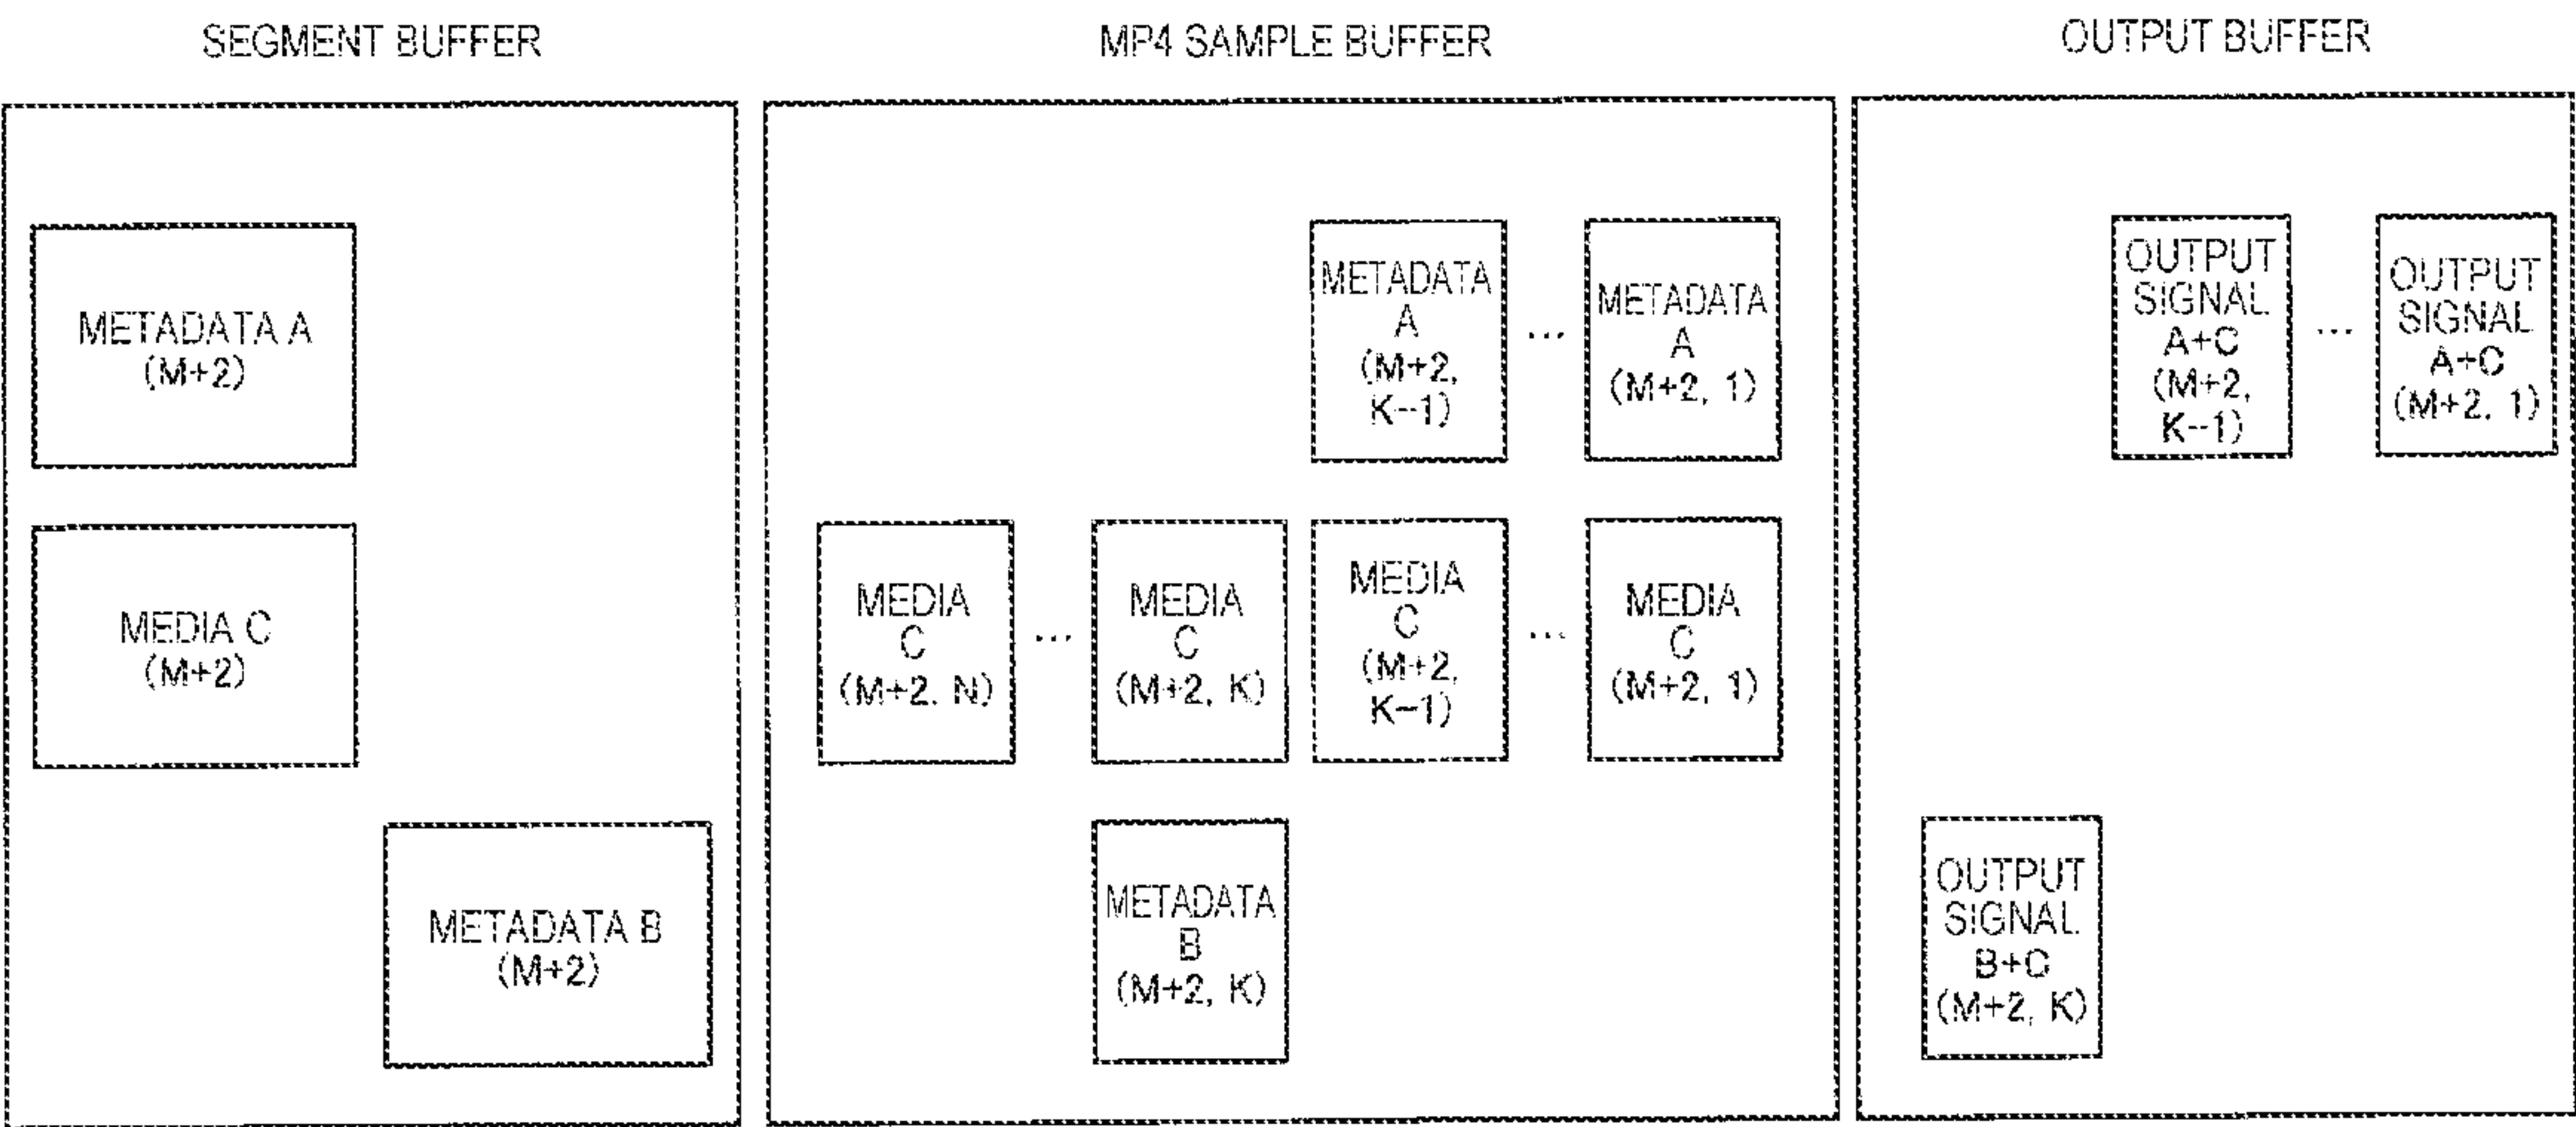 SEGMENT BUFFER
MP4 SAMPLE BUFFER
OUTPUT BUFFER
METADATA A
(M+2)
MEDIA C
(M+2)
METADATA B
(M+2)
METADATA
A
(M+2,
K-1)
...
METADATA
A
(M+2, 1)
MEDIA
C
(M+2, N)
...
MEDIA
C
(M+2, K)
MEDIA
C
(M+2,
K-1)
...
MEDIA
C
(M+2, 1)
METADATA
B
(M+2, K)
OUTPUT
SIGNAL
A+C
(M+2,
K-1)
...
OUTPUT
SIGNAL
A+C
(M+2, 1)
OUTPUT
SIGNAL
B+C
(M+2, K)